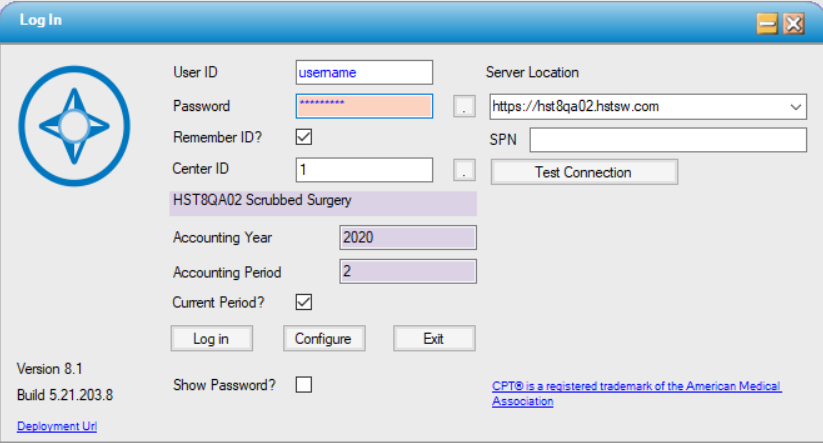 Log In
User ID
username
Server Location
Password
*********
.
https://hst8qa02.hstsw.com
Remember ID?
SPN
Center ID
1
.
Test Connection
HST8QA02 Scrubbed Surgery
Accounting Year
2020
Accounting Period
2
Current Period?
Log in
Configure
Exit
Version 8.1
Build 5.21.203.8
Show Password?
CPT® is a registered trademark of the American Medical
Association
Deployment Url